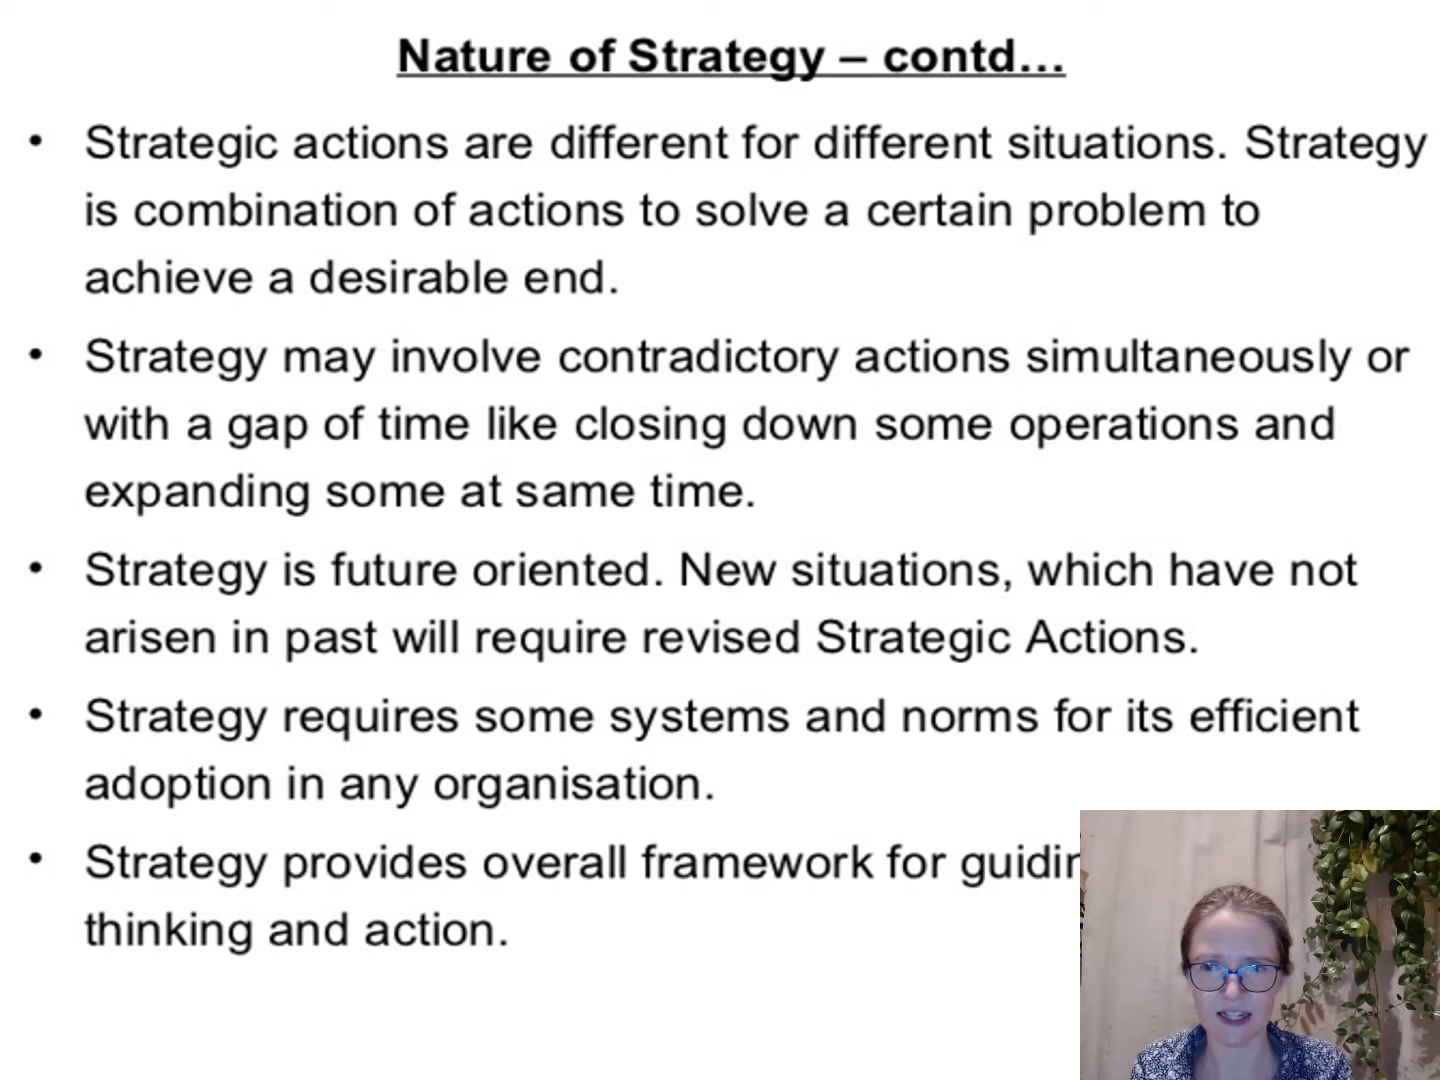 Nature of Strategy – contd...
• Strategic actions are different for different situations. Strategy
is combination of actions to solve a certain problem to
achieve a desirable end.
• Strategy may involve contradictory actions simultaneously or
with a gap of time like closing down some operations and
expanding some at same time.
• Strategy is future oriented. New situations, which have not
arisen in past will require revised Strategic Actions.
• Strategy requires some systems and norms for its efficient
adoption in any organisation.
• Strategy provides overall framework for
thinking and action.